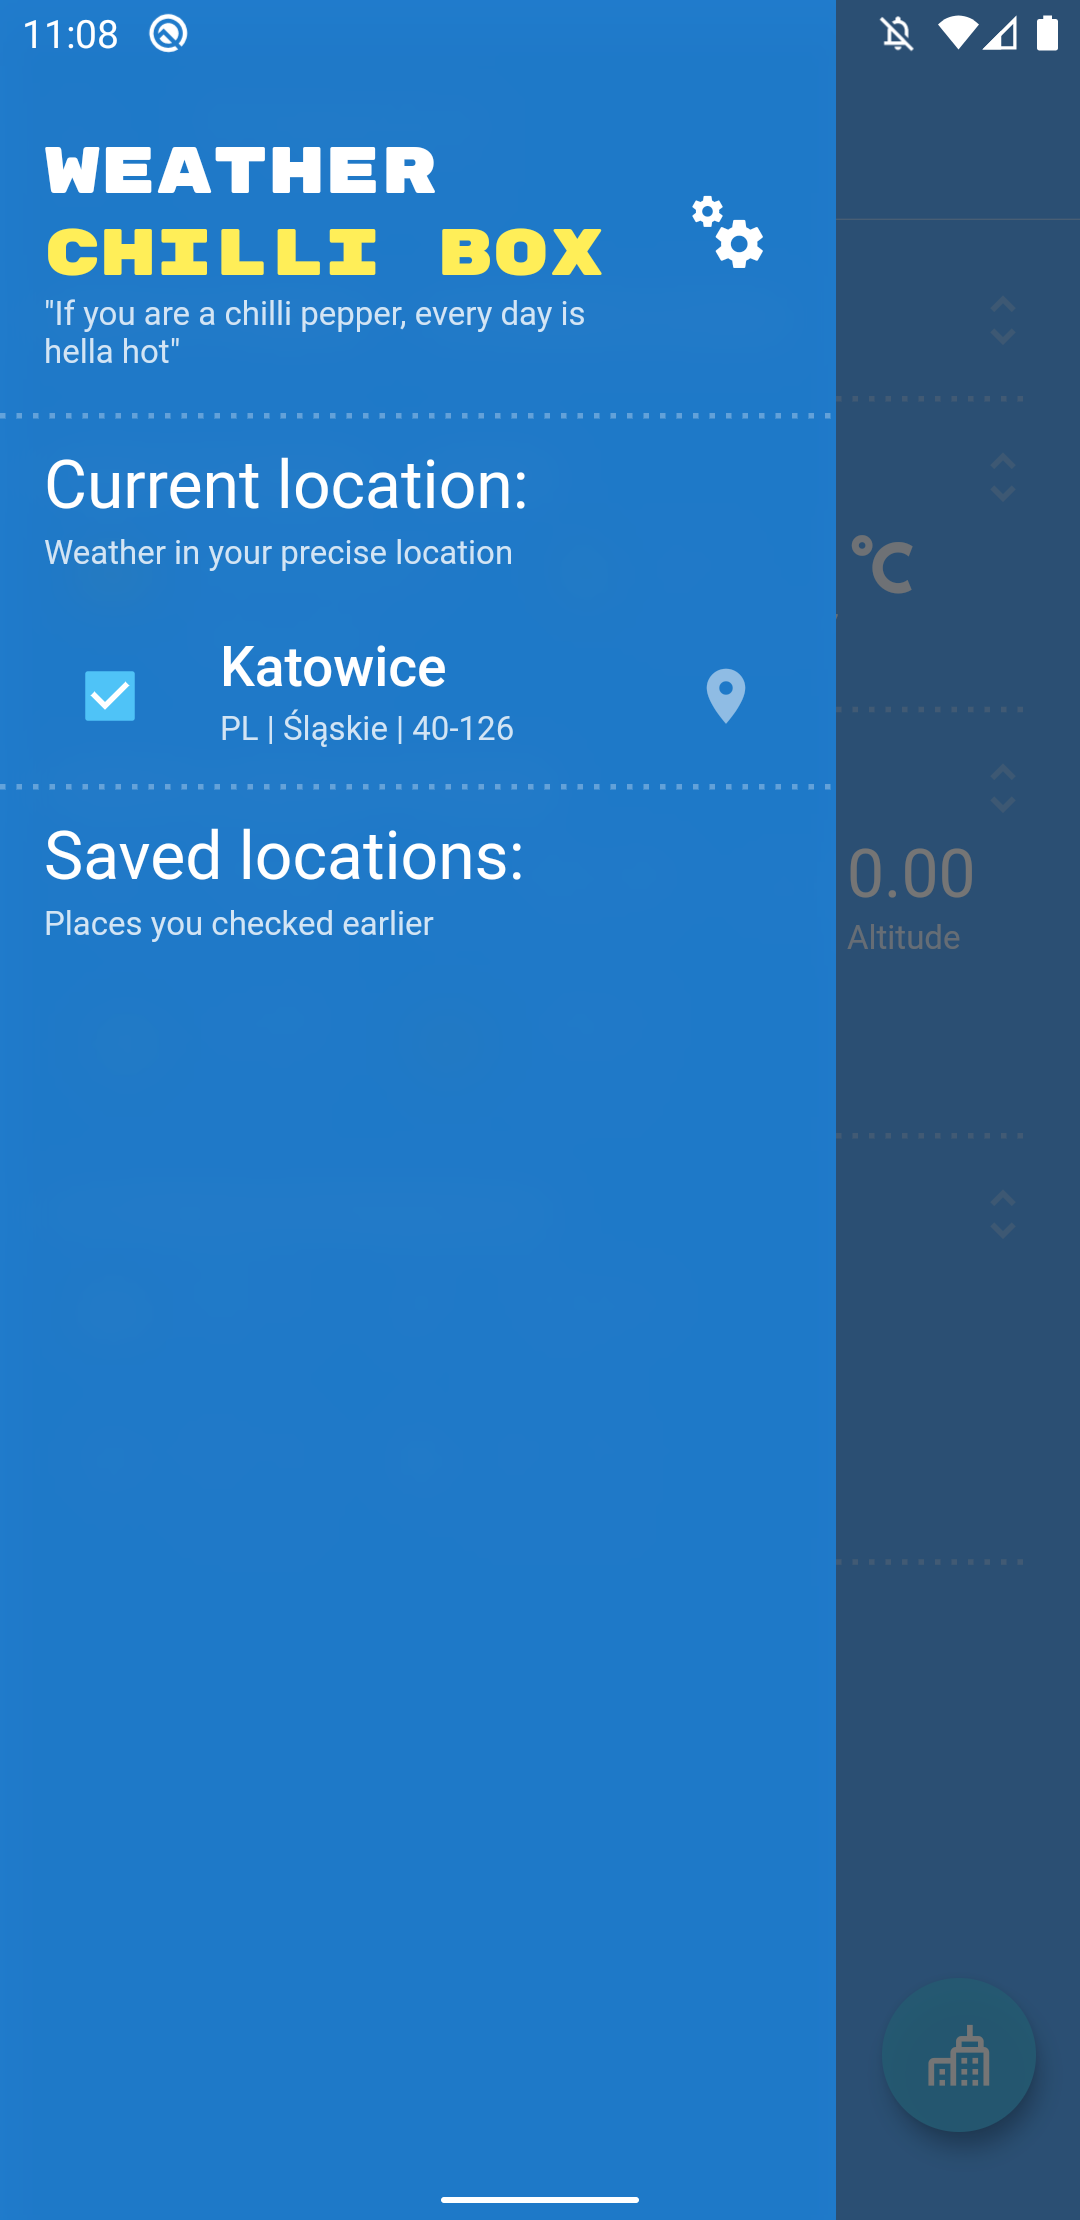 11:08
WEATHER
CHILLI BOX
"If you are a chilli pepper, every day is
hella hot"
Current location:
Weather in your precise location
Katowice
PL | Śląskie | 40-126
Saved locations:
Places you checked earlier
°C
0.00
Altitude